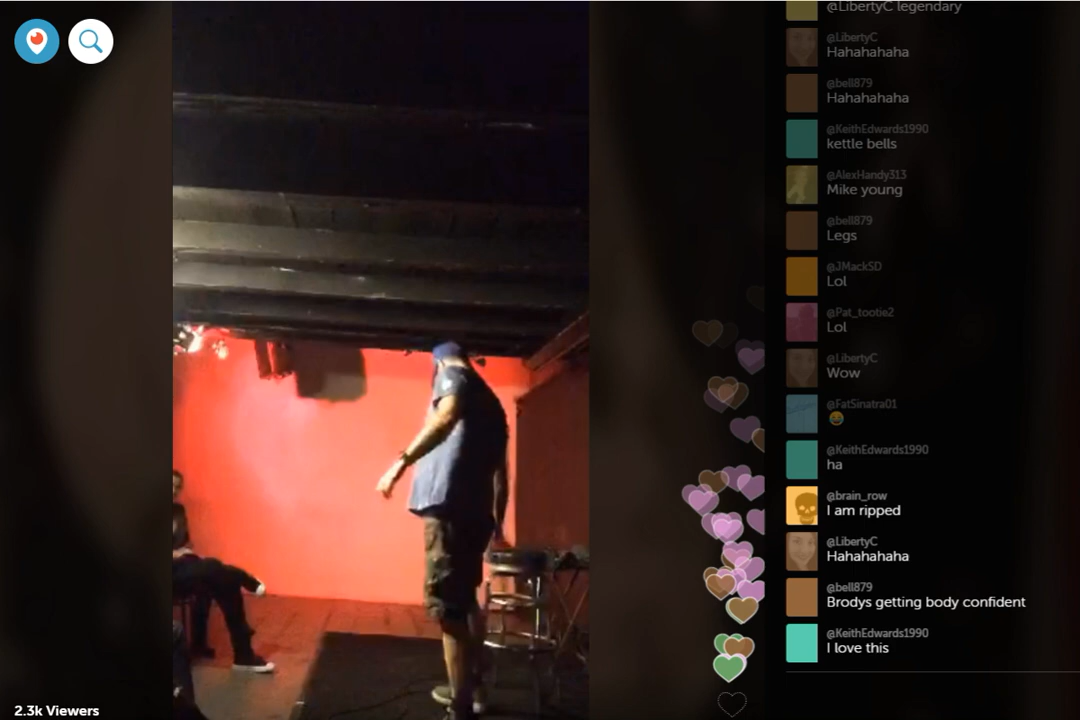 @LibertyC legendary
@LibertyC
Hahahahaha
@bell879
Hahahahaha
@KeithEdwards1990
kettle bells
@AlexHandy313
Mike young
@bell879
Legs
@JMackSD
Lol
@Pat_tootie2
Lol
@LibertyC
Wow
@FatSinatra01
😂
@KeithEdwards1990
ha
@brain_row
I am ripped
@LibertyC
Hahahahaha
@bell879
Brodys getting body confident
@KeithEdwards1990
I love this
2.3k Viewers